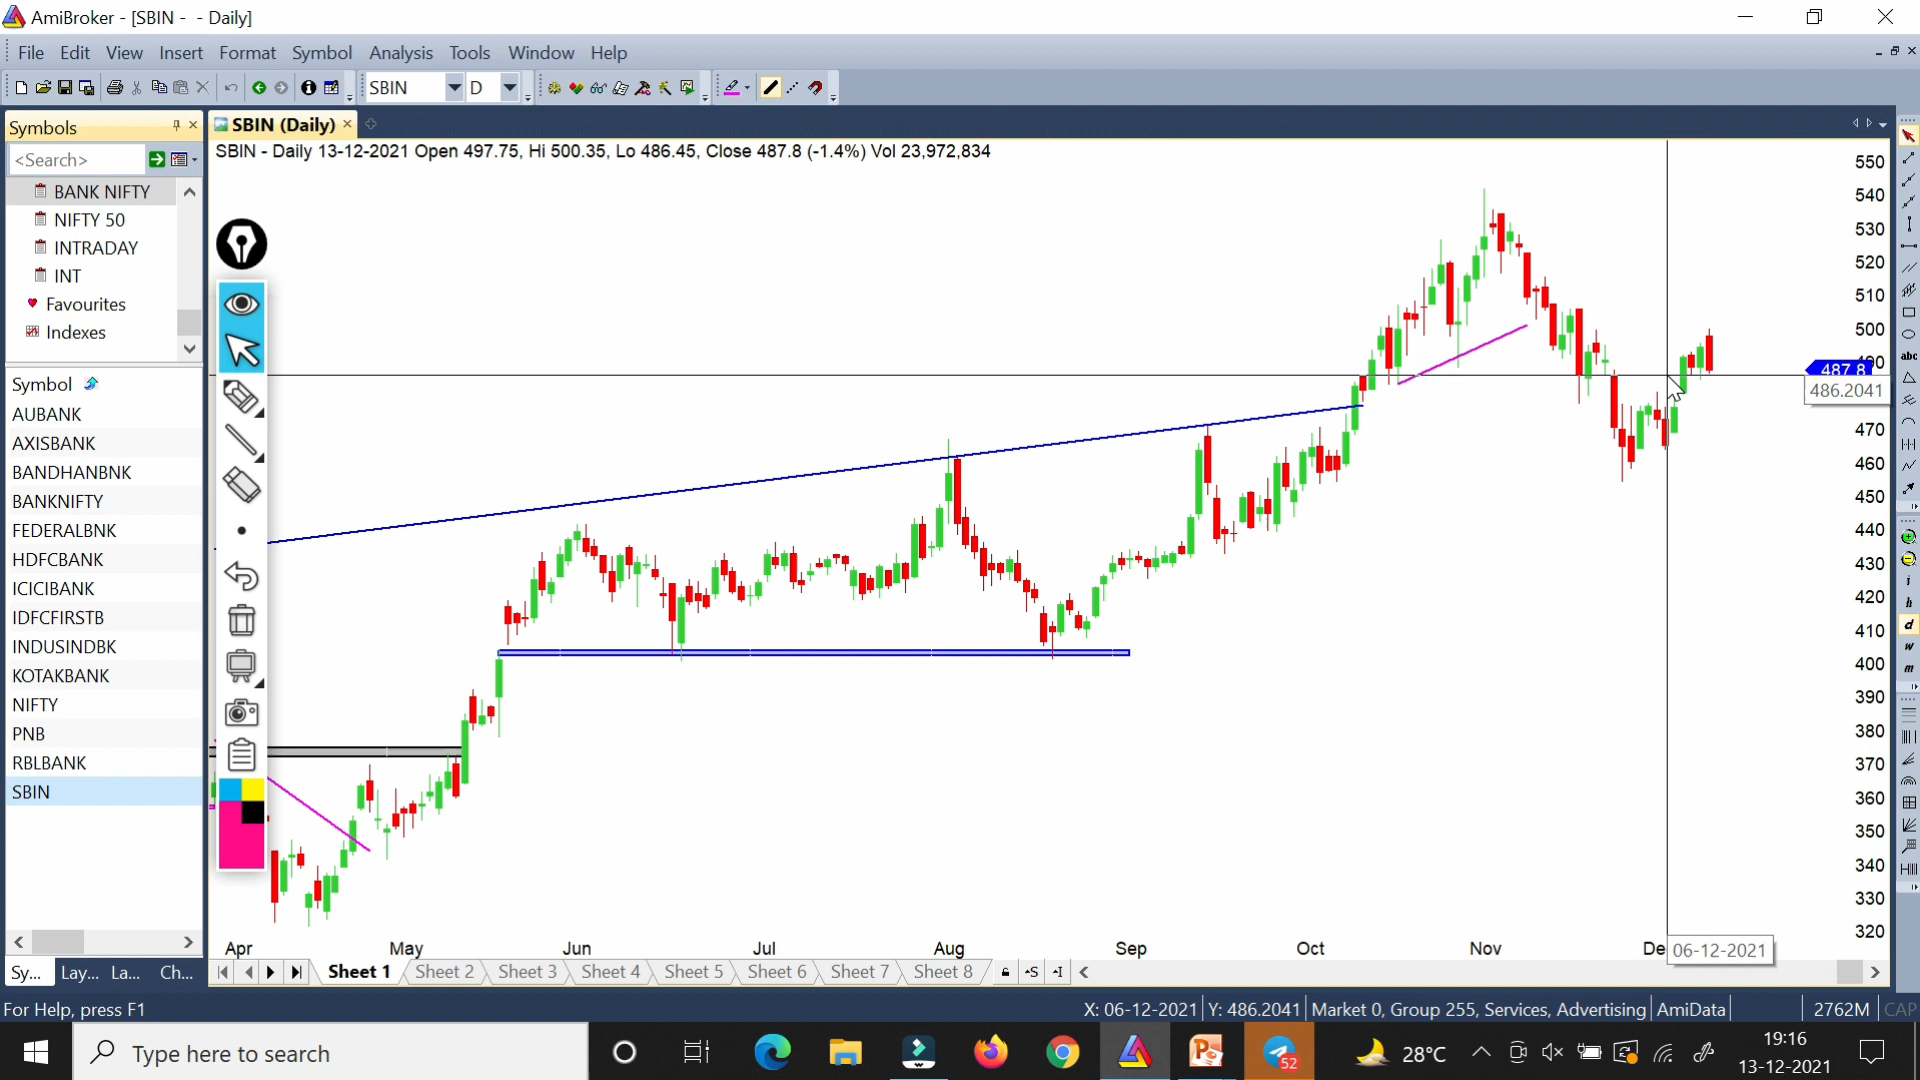 AmiBroker - [SBIN -  - Daily]
File Edit View Insert Format Symbol Analysis Tools Window Help
SBIN D
Symbols
SBIN (Daily)
<Search>
SBIN - Daily 13-12-2021 Open 497.75, Hi 500.35, Lo 486.45, Close 487.8 (-1.4%) Vol 23,972,834
BANK NIFTY
NIFTY 50
INTRADAY
INT
Favourites
Indexes
Symbol
AUBANK
AXISBANK
BANDHANBNK
BANKNIFTY
FEDERALBNK
HDFCBANK
ICICIBANK
IDFCFIRSTB
INDUSINDBK
KOTAKBANK
NIFTY
PNB
RBLBANK
SBIN
550
540
530
520
510
500
490
487.8
486.2041
470
460
450
440
430
420
410
400
390
380
370
360
350
340
330
320
abc
i
h
d
w
m
Apr May Jun Jul Aug Sep Oct Nov De
06-12-2021
Sy... Lay... La... Ch...
Sheet 1 Sheet 2 Sheet 3 Sheet 4 Sheet 5 Sheet 6 Sheet 7 Sheet 8
For Help, press F1
X: 06-12-2021 Y: 486.2041 Market 0, Group 255, Services, Advertising AmiData 2762M CAP
Type here to search
52
28°C
19:16
13-12-2021